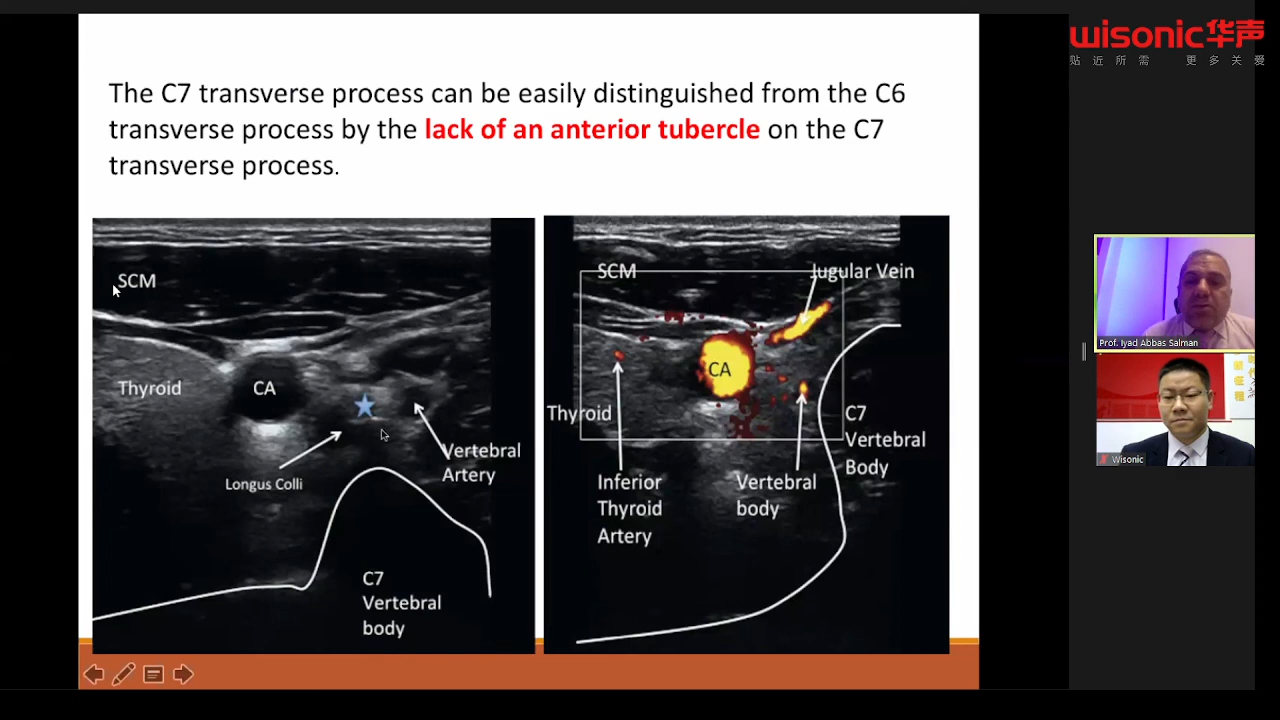 The C7 transverse process can be easily distinguished from the C6
transverse process by the lack of an anterior tubercle on the C7
transverse process.
SCM
Thyroid
CA
Longus Colli
Vertebral
Artery
C7
Vertebral
body
SCM
Jugular Vein
CA
Thyroid
Inferior
Thyroid
Artery
Vertebral
body
C7
Vertebral
Body
wisonic华声
贴近所需 更多关爱
Prof. Iyad Abbas Salman
Wisonic